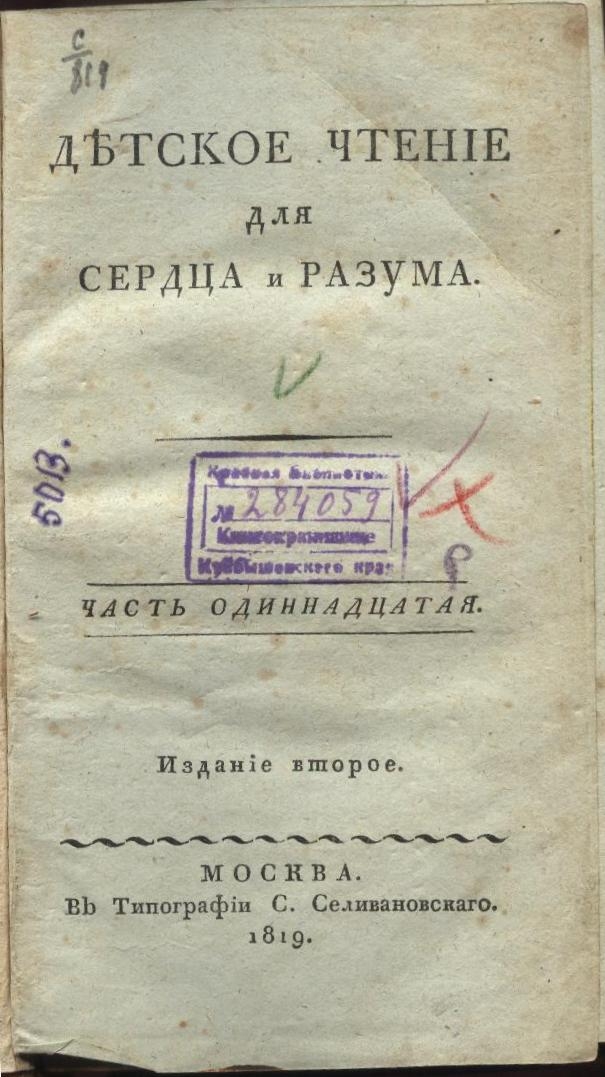 С
819
ДѢТСКОЕ ЧТЕНІЕ
ДЛЯ
СЕРДЦА и РАЗУМА.
5013.
Краевая Библиотека
№ 284059
Книгохранилище
Куйбышевского края
ЧАСТЬ ОДИННАДЦАТАЯ.
Изданіе второе.
МОСКВА.
Въ Типографіи С. Селивановскаго.
1819.